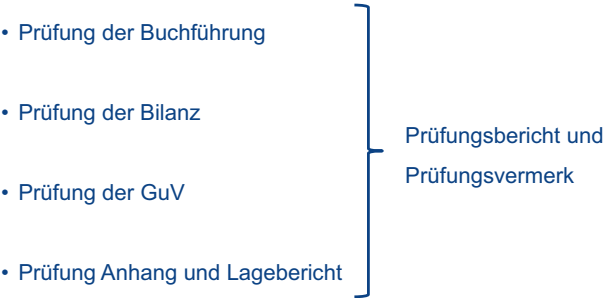 • Prüfung der Buchführung
• Prüfung der Bilanz
• Prüfung der GuV
• Prüfung Anhang und Lagebericht
Prüfungsbericht und
Prüfungsvermerk